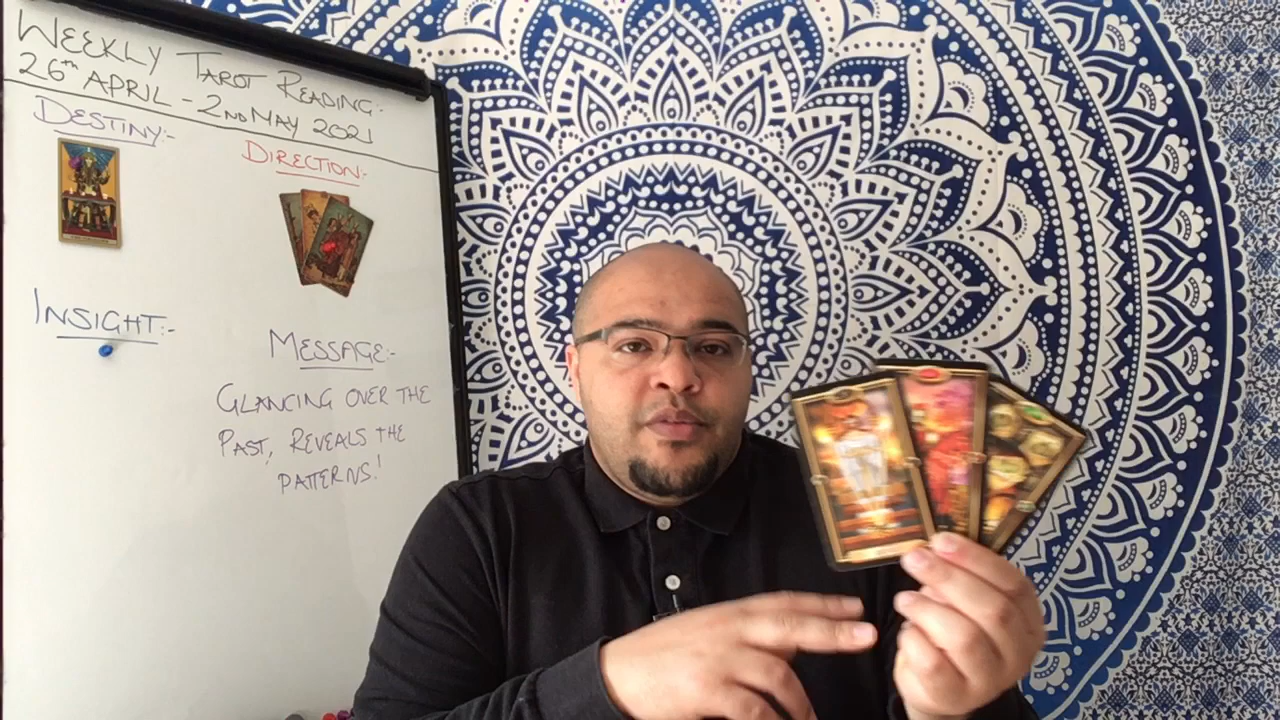 WEEKLY TAROT READING:-
26TH APRIL - 2ND MAY 2021
DESTINY:-
DIRECTION:-
INSIGHT:-
MESSAGE:-
GLANCING OVER THE
PAST, REVEALS THE
PATTERNS!